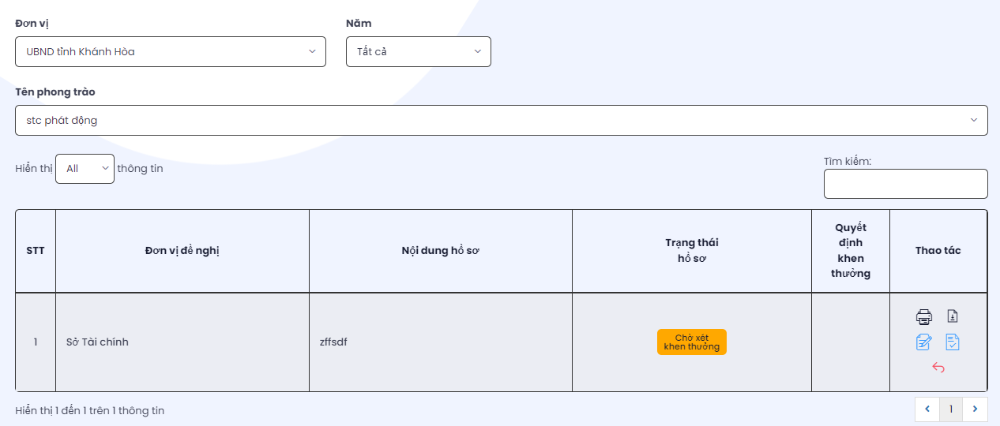 Đơn vị
Năm
UBND tỉnh Khánh Hòa
Tất cả
Tên phong trào
stc phát động
Hiển thị All thông tin
Tìm kiếm:
STT
Đơn vị đề nghị
Nội dung hồ sơ
Trạng thái
hồ sơ
Quyết
định
khen
thưởng
Thao tác
1
Sở Tài chính
zffsdf
Chờ xét
khen thưởng
Hiển thị 1 đến 1 trên 1 thông tin
1